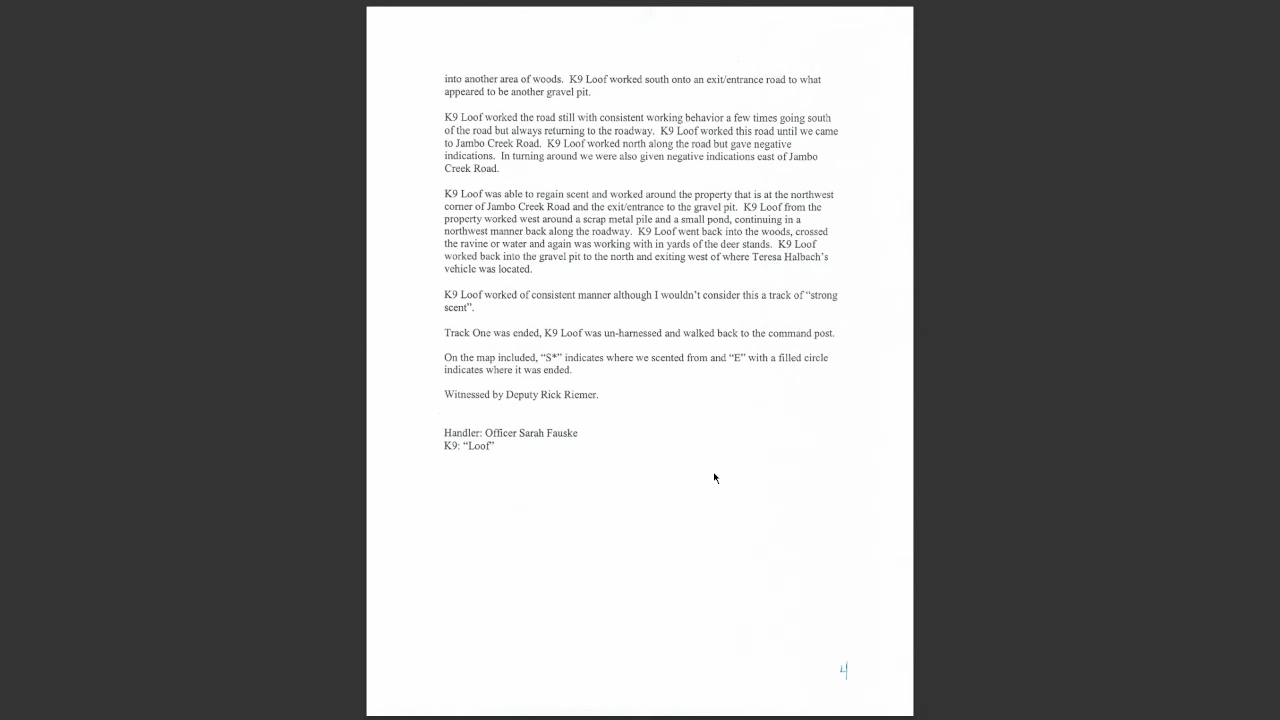 into another area of woods.  K9 Loof worked south onto an exit/entrance road to what
appeared to be another gravel pit.
K9 Loof worked the road still with consistent working behavior a few times going south
of the road but always returning to the roadway.  K9 Loof worked this road until we came
to Jambo Creek Road.  K9 Loof worked north along the road but gave negative
indications.  In turning around we were also given negative indications east of Jambo
Creek Road.
K9 Loof was able to regain scent and worked around the property that is at the northwest
corner of Jambo Creek Road and the exit/entrance to the gravel pit.  K9 Loof from the
property worked west around a scrap metal pile and a small pond, continuing in a
northwest manner back along the roadway.  K9 Loof went back into the woods, crossed
the ravine or water and again was working with in yards of the deer stands.  K9 Loof
worked back into the gravel pit to the north and exiting west of where Teresa Halbach’s
vehicle was located.
K9 Loof worked of consistent manner although I wouldn’t consider this a track of “strong
scent”.
Track One was ended, K9 Loof was un-harnessed and walked back to the command post.
On the map included, “S*” indicates where we scented from and “E” with a filled circle
indicates where it was ended.
Witnessed by Deputy Rick Riemer.
Handler: Officer Sarah Fauske
K9: “Loof”
4